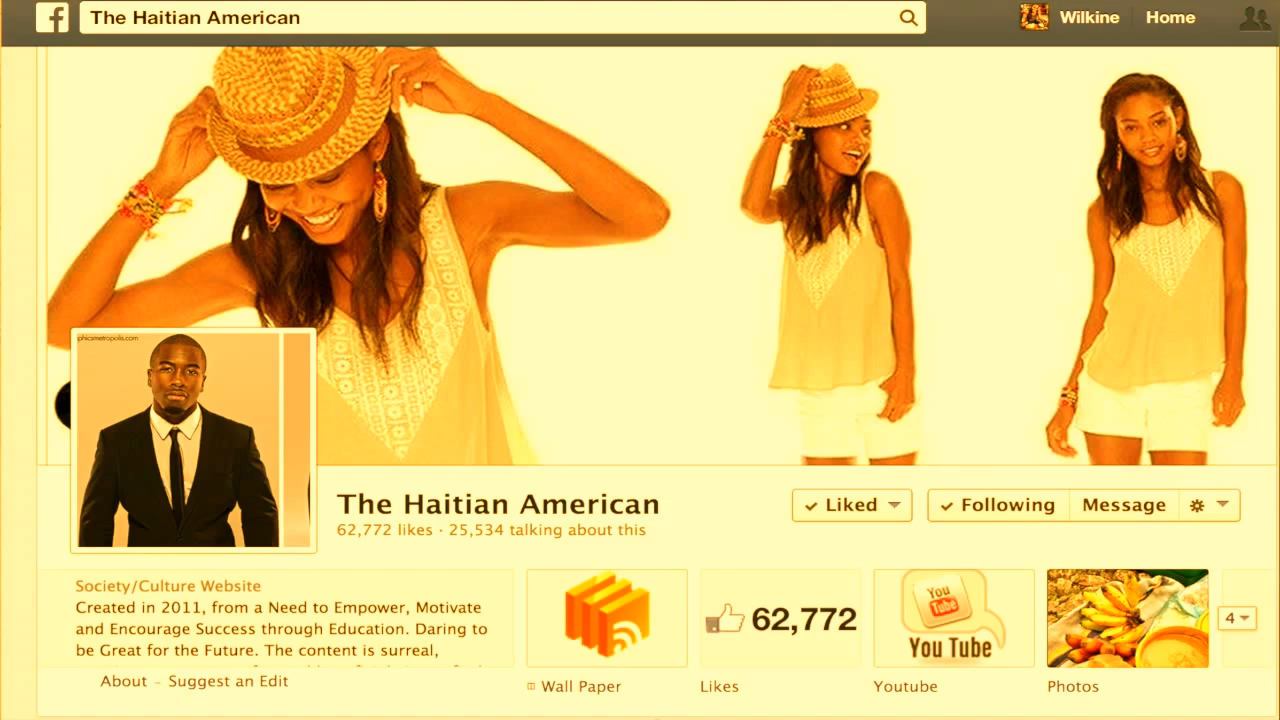 The Haitian American
Wilkine Home
phicsmetropolis.com
The Haitian American
62,772 likes · 25,534 talking about this
Liked
Following Message
Society/Culture Website
Created in 2011, from a Need to Empower, Motivate
and Encourage Success through Education. Daring to
be Great for the Future. The content is surreal,
About – Suggest an Edit
Wall Paper
62,772
Likes
You
Tube
You Tube
Youtube
Photos
4